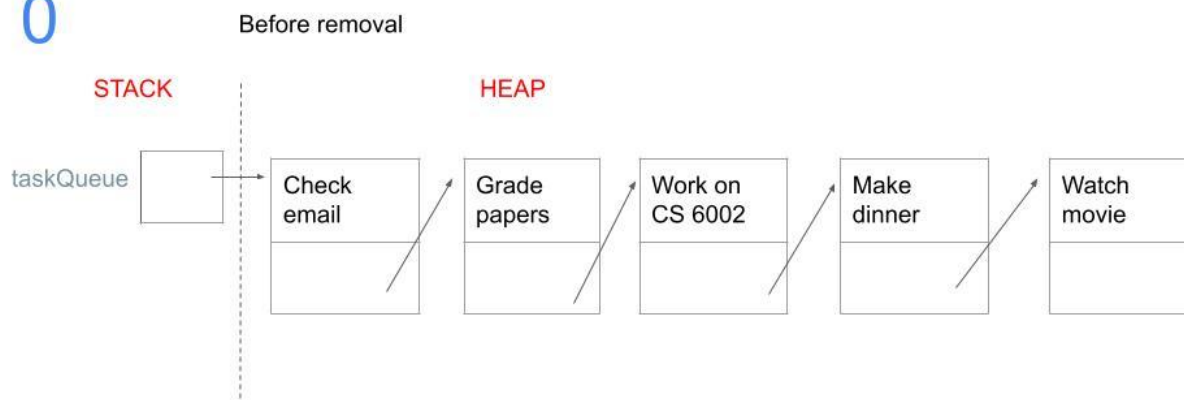 0
Before removal
STACK
HEAP
taskQueue
Check
email
Grade
papers
Work on
CS 6002
Make
dinner
Watch
movie